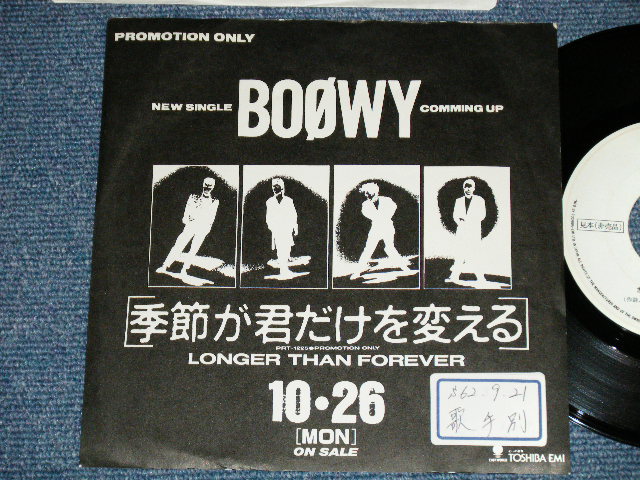 PROMOTION ONLY
NEW SINGLE BOØWY COMMING UP
季節が君だけを変える
PRT-1225●PROMOTION ONLY
LONGER THAN FOREVER
10•26
[MON]
ON SALE
S62.9.21
歌手別
TOSHIBA EMI
見本(非売品)